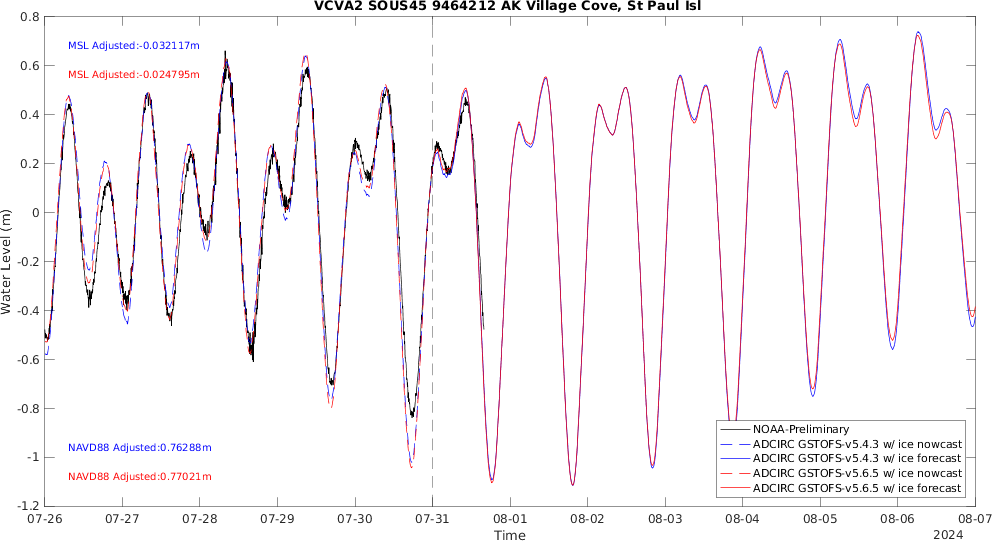 VCVA2 SOUS45 9464212 AK Village Cove, St Paul Isl
MSL Adjusted:-0.032117m
MSL Adjusted:-0.024795m
NAVD88 Adjusted:0.76288m
NAVD88 Adjusted:0.77021m
Water Level (m)
0.8
0.6
0.4
0.2
0
-0.2
-0.4
-0.6
-0.8
-1
-1.2
NOAA-Preliminary
ADCIRC GSTOFS-v5.4.3 w/ ice nowcast
ADCIRC GSTOFS-v5.4.3 w/ ice forecast
ADCIRC GSTOFS-v5.6.5 w/ ice nowcast
ADCIRC GSTOFS-v5.6.5 w/ ice forecast
07-26 07-27 07-28 07-29 07-30 07-31 08-01 08-02 08-03 08-04 08-05 08-06 08-07
Time
2024